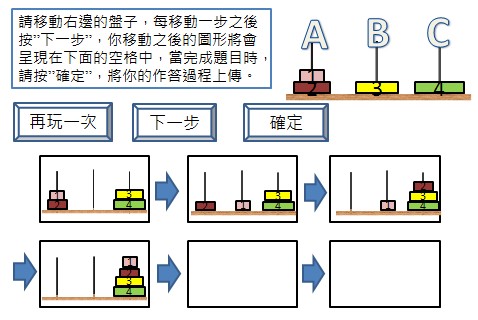 請移動右邊的盤子，每移動一步之後
按”下一步”，你移動之後的圖形將會
呈現在下面的空格中，當完成題目時，
請按”確定”，將你的作答過程上傳。
A B C
1
2 3 4
再玩一次 下一步 確定
1 3
2 4
3
2 1 4
2
3
1 4
1
2
3
4